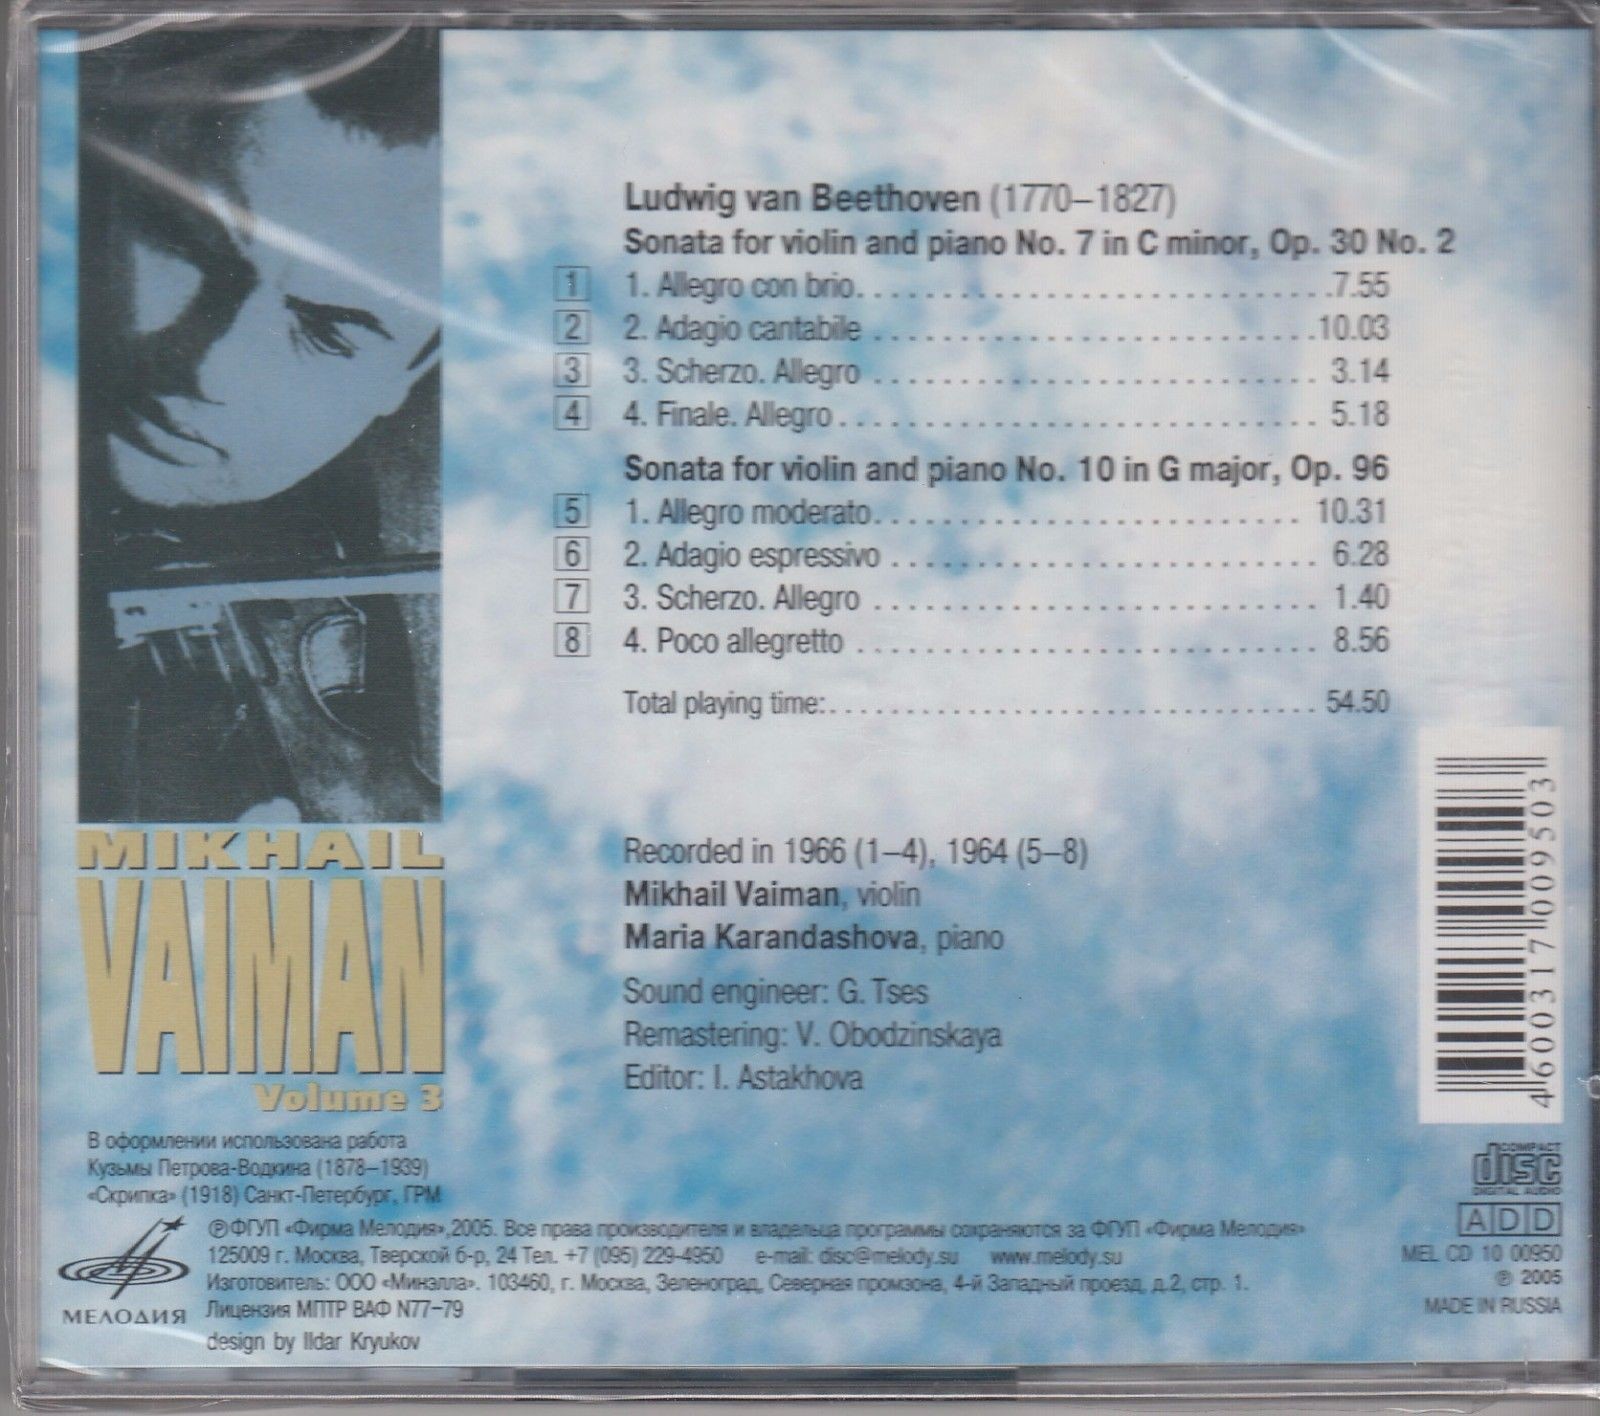 Ludwig van Beethoven (1770–1827)
Sonata for violin and piano No. 7 in C minor, Op. 30 No. 2
1 1. Allegro con brio. . . . . . . . . . . . . . . . . . . . . . . . . . . . . .7.55
2 2. Adagio cantabile . . . . . . . . . . . . . . . . . . . . . . . . . . . .10.03
3 3. Scherzo. Allegro . . . . . . . . . . . . . . . . . . . . . . . . . . . . 3.14
4 4. Finale. Allegro . . . . . . . . . . . . . . . . . . . . . . . . . . . . . . 5.18
Sonata for violin and piano No. 10 in G major, Op. 96
5 1. Allegro moderato. . . . . . . . . . . . . . . . . . . . . . . . . . . 10.31
6 2. Adagio espressivo . . . . . . . . . . . . . . . . . . . . . . . . . . . 6.28
7 3. Scherzo. Allegro . . . . . . . . . . . . . . . . . . . . . . . . . . . . 1.40
8 4. Poco allegretto . . . . . . . . . . . . . . . . . . . . . . . . . . . . . 8.56
Total playing time:. . . . . . . . . . . . . . . . . . . . . . . . . . . . . . . 54.50
Recorded in 1966 (1–4), 1964 (5–8)
Mikhail Vaiman, violin
Maria Karandashova, piano
Sound engineer: G. Tses
Remastering: V. Obodzinskaya
Editor: I. Astakhova
MIKHAIL
VAIMAN
Volume 3
В оформлении использована работа
Кузьмы Петрова-Водкина (1878–1939)
«Скрипка» (1918) Санкт-Петербург, ГРМ
МЕЛОДИЯ
℗ ФГУП «Фирма Мелодия», 2005. Все права производителя и владельца программы сохраняются за ФГУП «Фирма Мелодия»
125009 г. Москва, Тверской б-р, 24 Тел. +7 (095) 229-4950 e-mail: disc@melody.su www.melody.su
Изготовитель: ООО «Минэлла». 103460, г. Москва, Зеленоград, Северная промзона, 4-й Западный проезд, д.2, стр. 1.
Лицензия МПТР ВАФ N77-79
design by Ildar Kryukov
4 600317 009503
COMPACT
disc
DIGITAL AUDIO
ADD
MEL CD 10 00950
℗ 2005
MADE IN RUSSIA